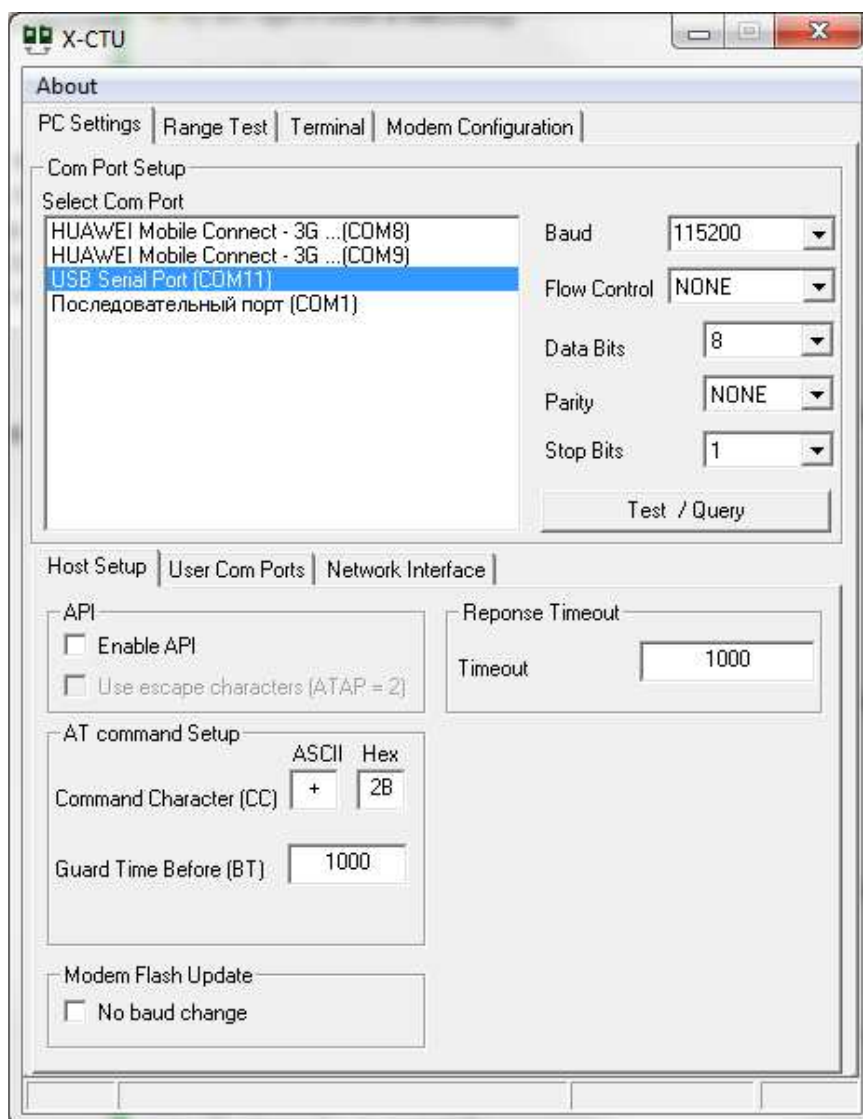 X-CTU
About
PC Settings Range Test Terminal Modem Configuration
Com Port Setup
Select Com Port
HUAWEI Mobile Connect - 3G ...(COM8)
HUAWEI Mobile Connect - 3G ...(COM9)
USB Serial Port (COM11)
Последовательный порт (COM1)
Baud 115200
Flow Control NONE
Data Bits 8
Parity NONE
Stop Bits 1
Test / Query
Host Setup User Com Ports Network Interface
API
Enable API
Use escape characters (ATAP = 2)
Reponse Timeout
Timeout 1000
AT command Setup
ASCII Hex
Command Character (CC) + 2B
Guard Time Before (BT) 1000
Modem Flash Update
No baud change